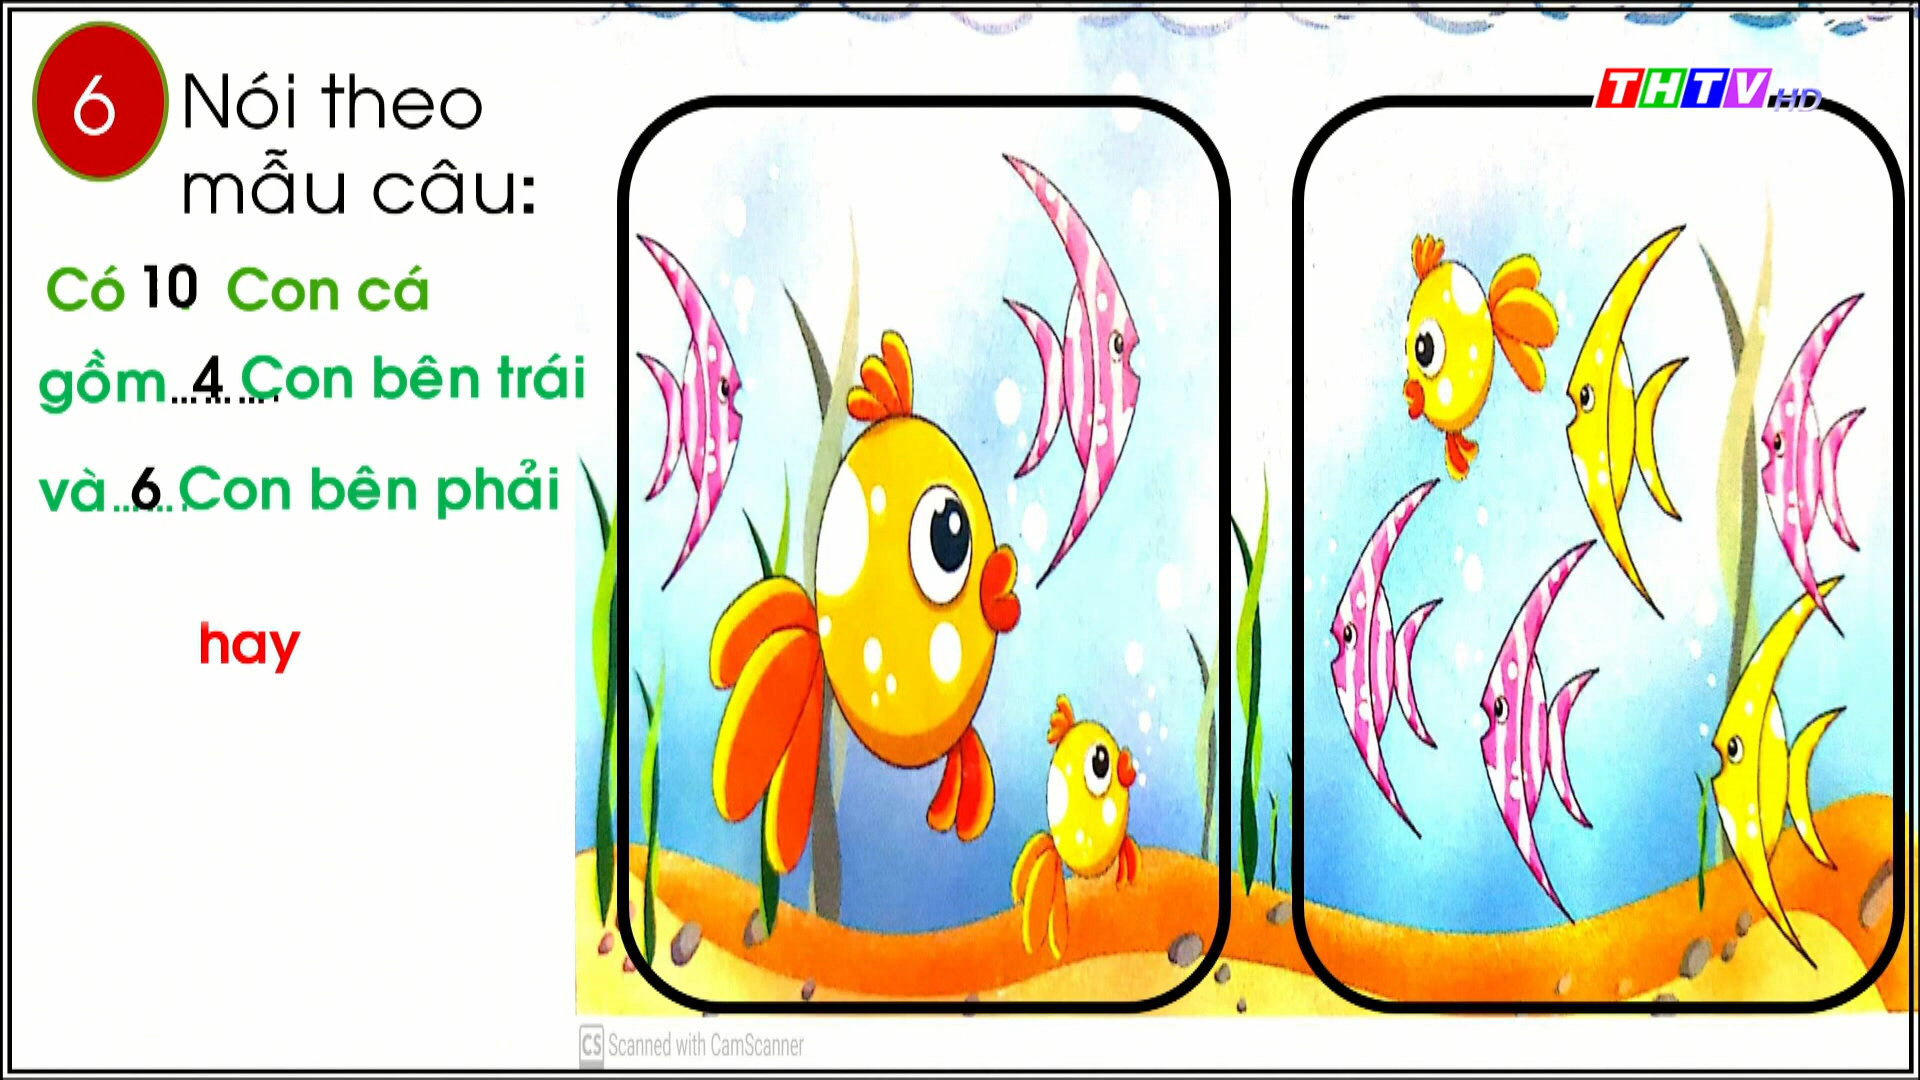 6
Nói theo
mẫu câu:
Có 10 Con cá
gồm...4....Con bên trái
và...6...Con bên phải
hay
THTV HD
CS Scanned with CamScanner